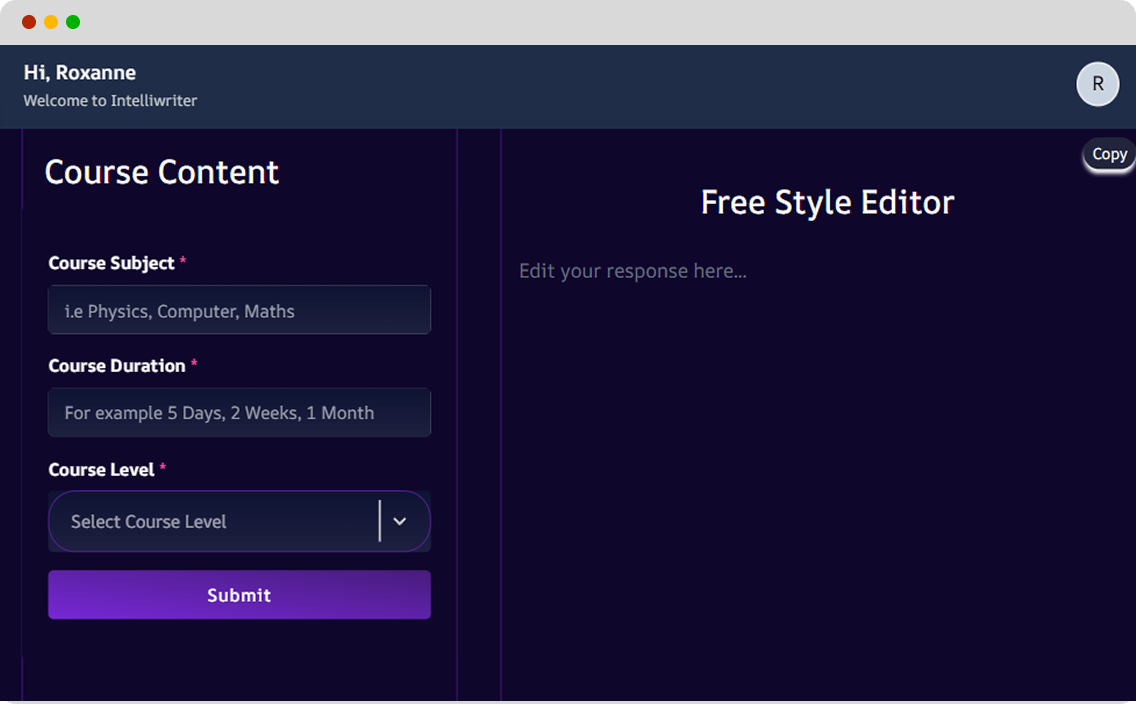 Hi, Roxanne
Welcome to Intelliwriter
R
Course Content
Course Subject *
i.e Physics, Computer, Maths
Course Duration *
For example 5 Days, 2 Weeks, 1 Month
Course Level *
Select Course Level
Submit
Copy
Free Style Editor
Edit your response here...